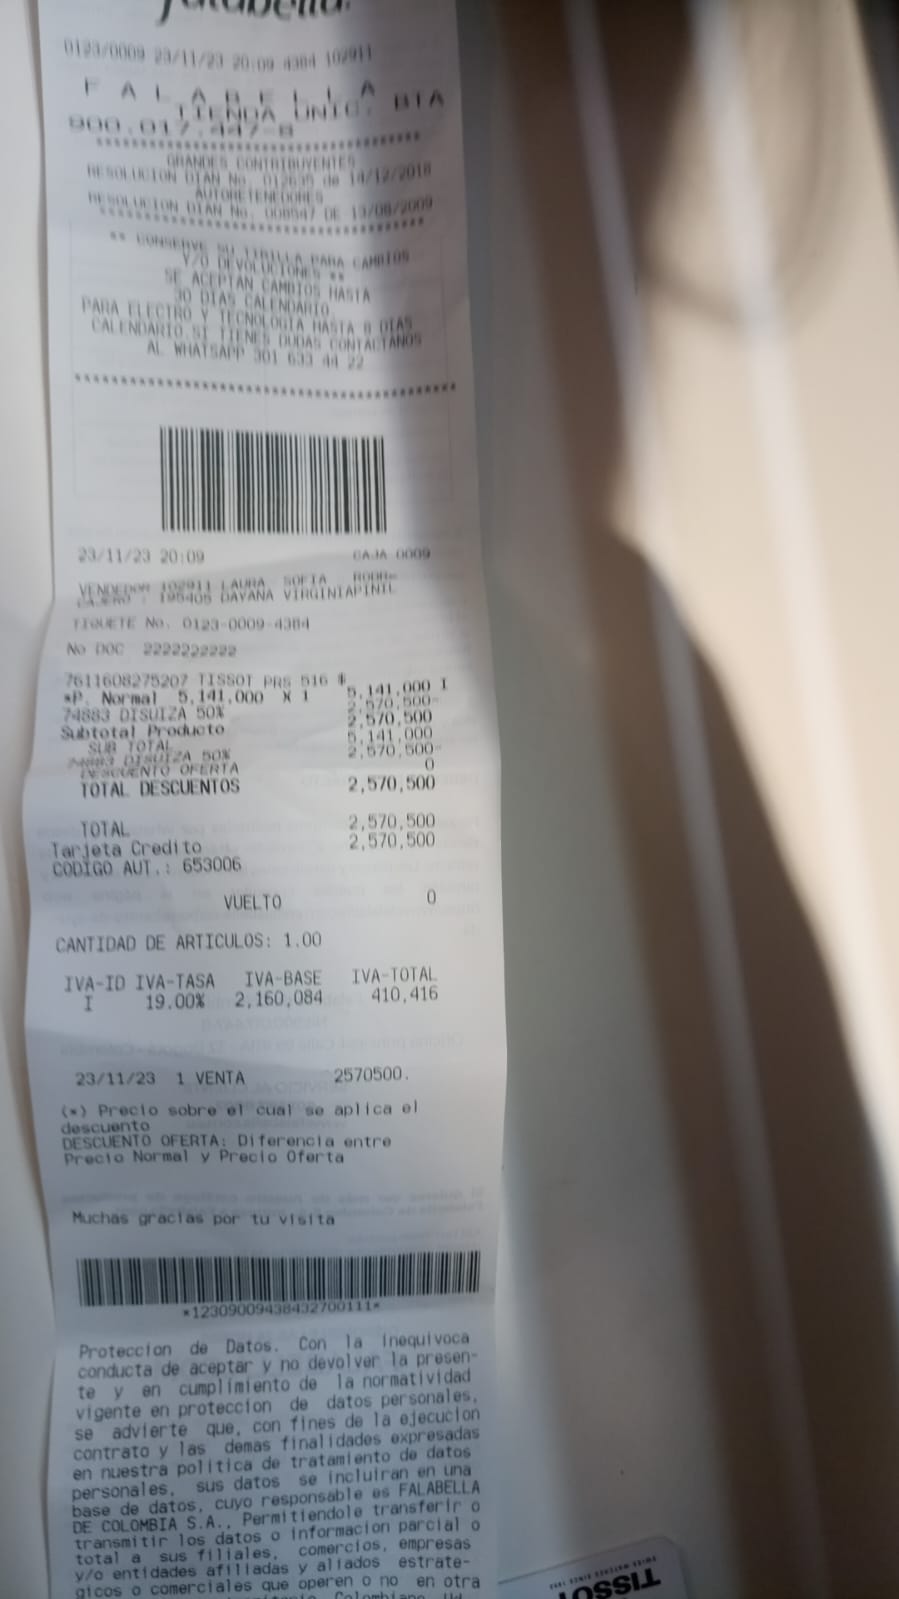 falabella.
0123/0009 23/11/23 20:09 4384 102911
F A L A B E L L A
TIENDA UNIC. BTA
900.017.447-8
GRANDES CONTRIBUYENTES
RESOLUCION DIAN No. 012635 de 14/12/2018
AUTORETENEDORES
RESOLUCION DIAN No. 008547 DE 13/08/2009
** CONSERVE SU TIRILLA PARA CAMBIOS
Y/O DEVOLUCIONES **
SE ACEPTAN CAMBIOS HASTA
30 DIAS CALENDARIO.
PARA ELECTRO Y TECNOLOGIA HASTA 8 DIAS
CALENDARIO.SI TIENES DUDAS CONTACTANOS
AL WHATSAPP 301 633 44 22
23/11/23 20:09 CAJA 0009
VENDEDOR 102911 LAURA SOFIA RODR-
CAJERO : 195405 DAYANA VIRGINIAPINIL
TIQUETE No. 0123-0009-4384
No DOC 2222222222
7611608275207 TISSOT PRS 516 $ 5.141.000 I
*P. Normal 5,141,000 X 1
74883 DISUIZA 50% 2,570,500-
Subtotal Producto 2,570,500
SUB TOTAL 5,141,000
74883 DISUIZA 50% 2,570,500-
DESCUENTO OFERTA 0
TOTAL DESCUENTOS 2,570,500
TOTAL 2,570,500
Tarjeta Credito 2,570,500
CODIGO AUT.: 653006
VUELTO 0
CANTIDAD DE ARTICULOS: 1.00
IVA-ID IVA-TASA IVA-BASE IVA-TOTAL
I 19.00% 2,160,084 410,416
23/11/23 1 VENTA 2570500.
(*) Precio sobre el cual se aplica el
descuento
DESCUENTO OFERTA: Diferencia entre
Precio Normal y Precio Oferta
Muchas gracias por tu visita
*12309009438432700111*
Proteccion de Datos. Con la inequivoca
conducta de aceptar y no devolver la presen-
te y en cumplimiento de la normatividad
vigente en proteccion de datos personales,
se advierte que, con fines de la ejecucion
contrato y las demas finalidades expresadas
en nuestra politica de tratamiento de datos
personales, sus datos se incluiran en una
base de datos, cuyo responsable es FALABELLA
DE COLOMBIA S.A., Permitiendole transferir o
transmitir los datos o informacion parcial o
total a sus filiales, comercios, empresas
y/o entidades afiliadas y aliados estrate-
gicos o comerciales que operen o no en otra
TISSOT